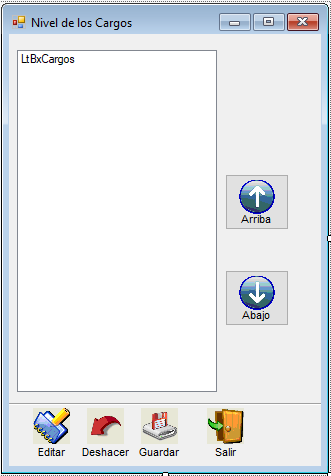 Nivel de los Cargos
LtBxCargos
Arriba
Abajo
Editar Deshacer Guardar Salir